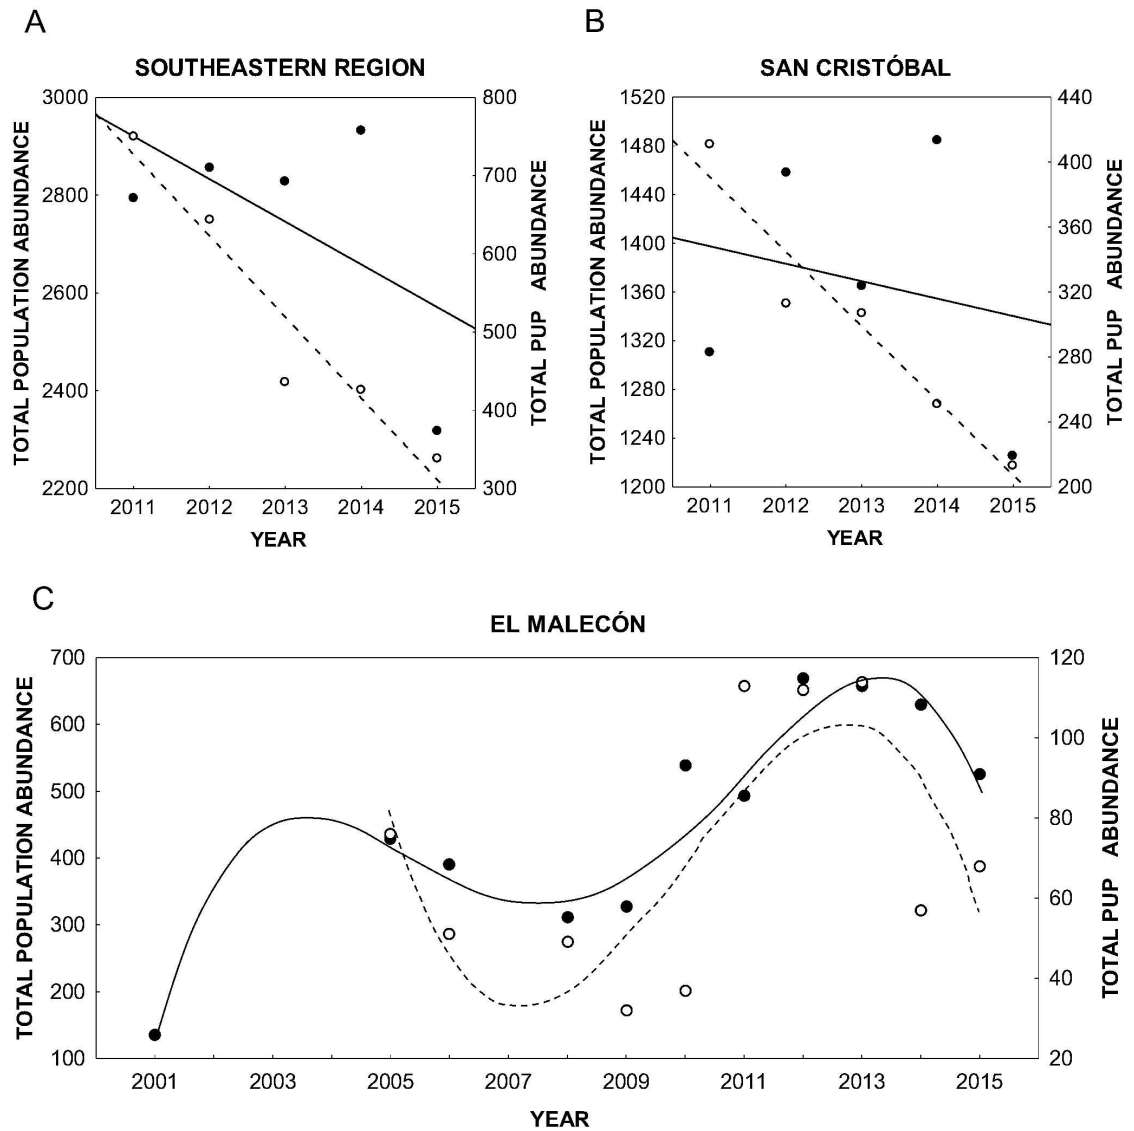 A
SOUTHEASTERN REGION
TOTAL POPULATION ABUNDANCE
3000
2800
2600
2400
2200
800
700
600
500
400
300
TOTAL PUP ABUNDANCE
2011 2012 2013 2014 2015
YEAR
B
SAN CRISTÓBAL
TOTAL POPULATION ABUNDANCE
1520
1480
1440
1400
1360
1320
1280
1240
1200
440
400
360
320
280
240
200
TOTAL PUP ABUNDANCE
2011 2012 2013 2014 2015
YEAR
C
EL MALECÓN
TOTAL POPULATION ABUNDANCE
700
600
500
400
300
200
100
120
100
80
60
40
20
TOTAL PUP ABUNDANCE
2001 2003 2005 2007 2009 2011 2013 2015
YEAR